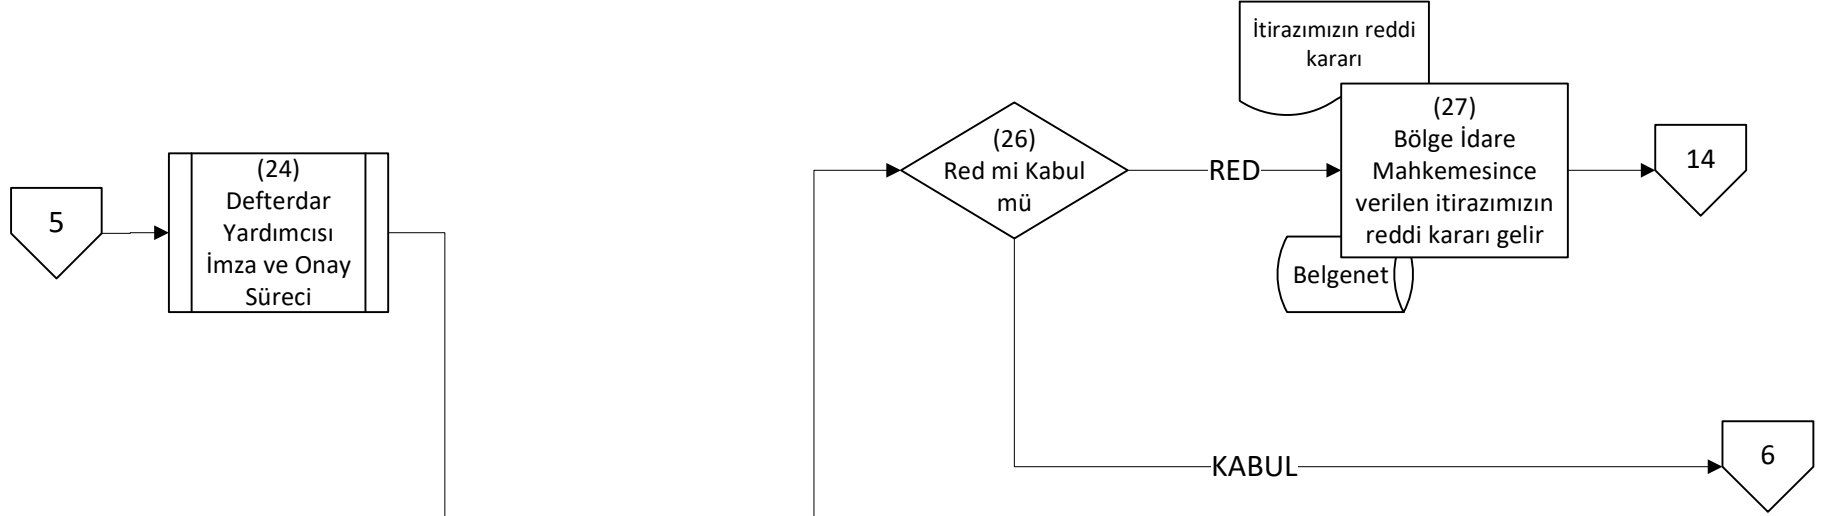 5
(24)
Defterdar
Yardımcısı
İmza ve Onay
Süreci
(26)
Red mi Kabul
mü
RED
İtirazımızın reddi
kararı
(27)
Bölge İdare
Mahkemesince
verilen itirazımızın
reddi kararı gelir
Belgenet
14
KABUL
6